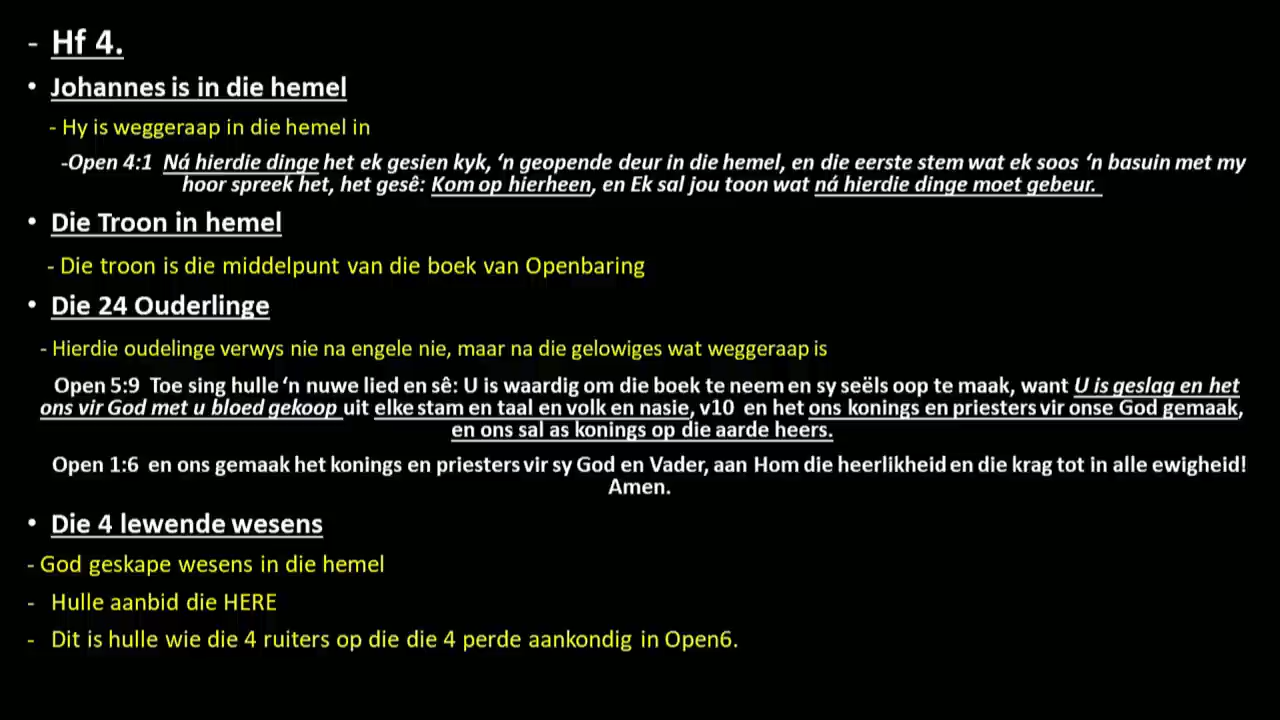 - Hf 4.
• Johannes is in die hemel
- Hy is weggeraap in die hemel in
-Open 4:1 Ná hierdie dinge het ek gesien kyk, ‘n geopende deur in die hemel, en die eerste stem wat ek soos ‘n basuin met my
hoor spreek het, het gesê: Kom op hierheen, en Ek sal jou toon wat ná hierdie dinge moet gebeur.
• Die Troon in hemel
- Die troon is die middelpunt van die boek van Openbaring
• Die 24 Ouderlinge
- Hierdie oudelinge verwys nie na engele nie, maar na die gelowiges wat weggeraap is
Open 5:9 Toe sing hulle ‘n nuwe lied en sê: U is waardig om die boek te neem en sy seëls oop te maak, want U is geslag en het
ons vir God met u bloed gekoop uit elke stam en taal en volk en nasie, v10 en het ons konings en priesters vir onse God gemaak,
en ons sal as konings op die aarde heers.
Open 1:6 en ons gemaak het konings en priesters vir sy God en Vader, aan Hom die heerlikheid en die krag tot in alle ewigheid!
Amen.
• Die 4 lewende wesens
- God geskape wesens in die hemel
- Hulle aanbid die HERE
- Dit is hulle wie die 4 ruiters op die die 4 perde aankondig in Open6.